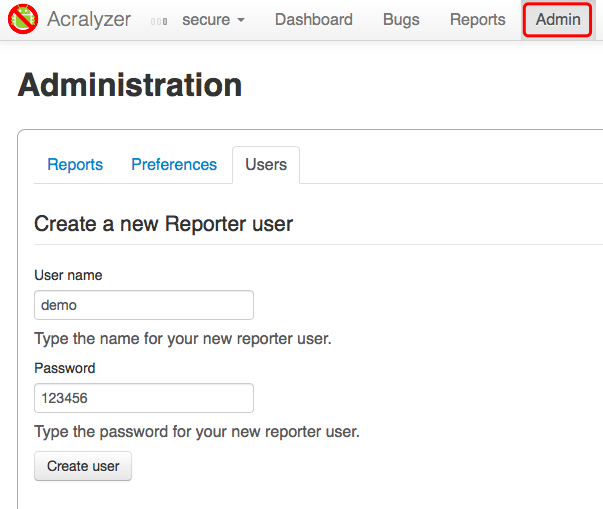 Acralyzer secure Dashboard Bugs Reports Admin
Administration
Reports Preferences Users
Create a new Reporter user
User name
demo
Type the name for your new reporter user.
Password
123456
Type the password for your new reporter user.
Create user